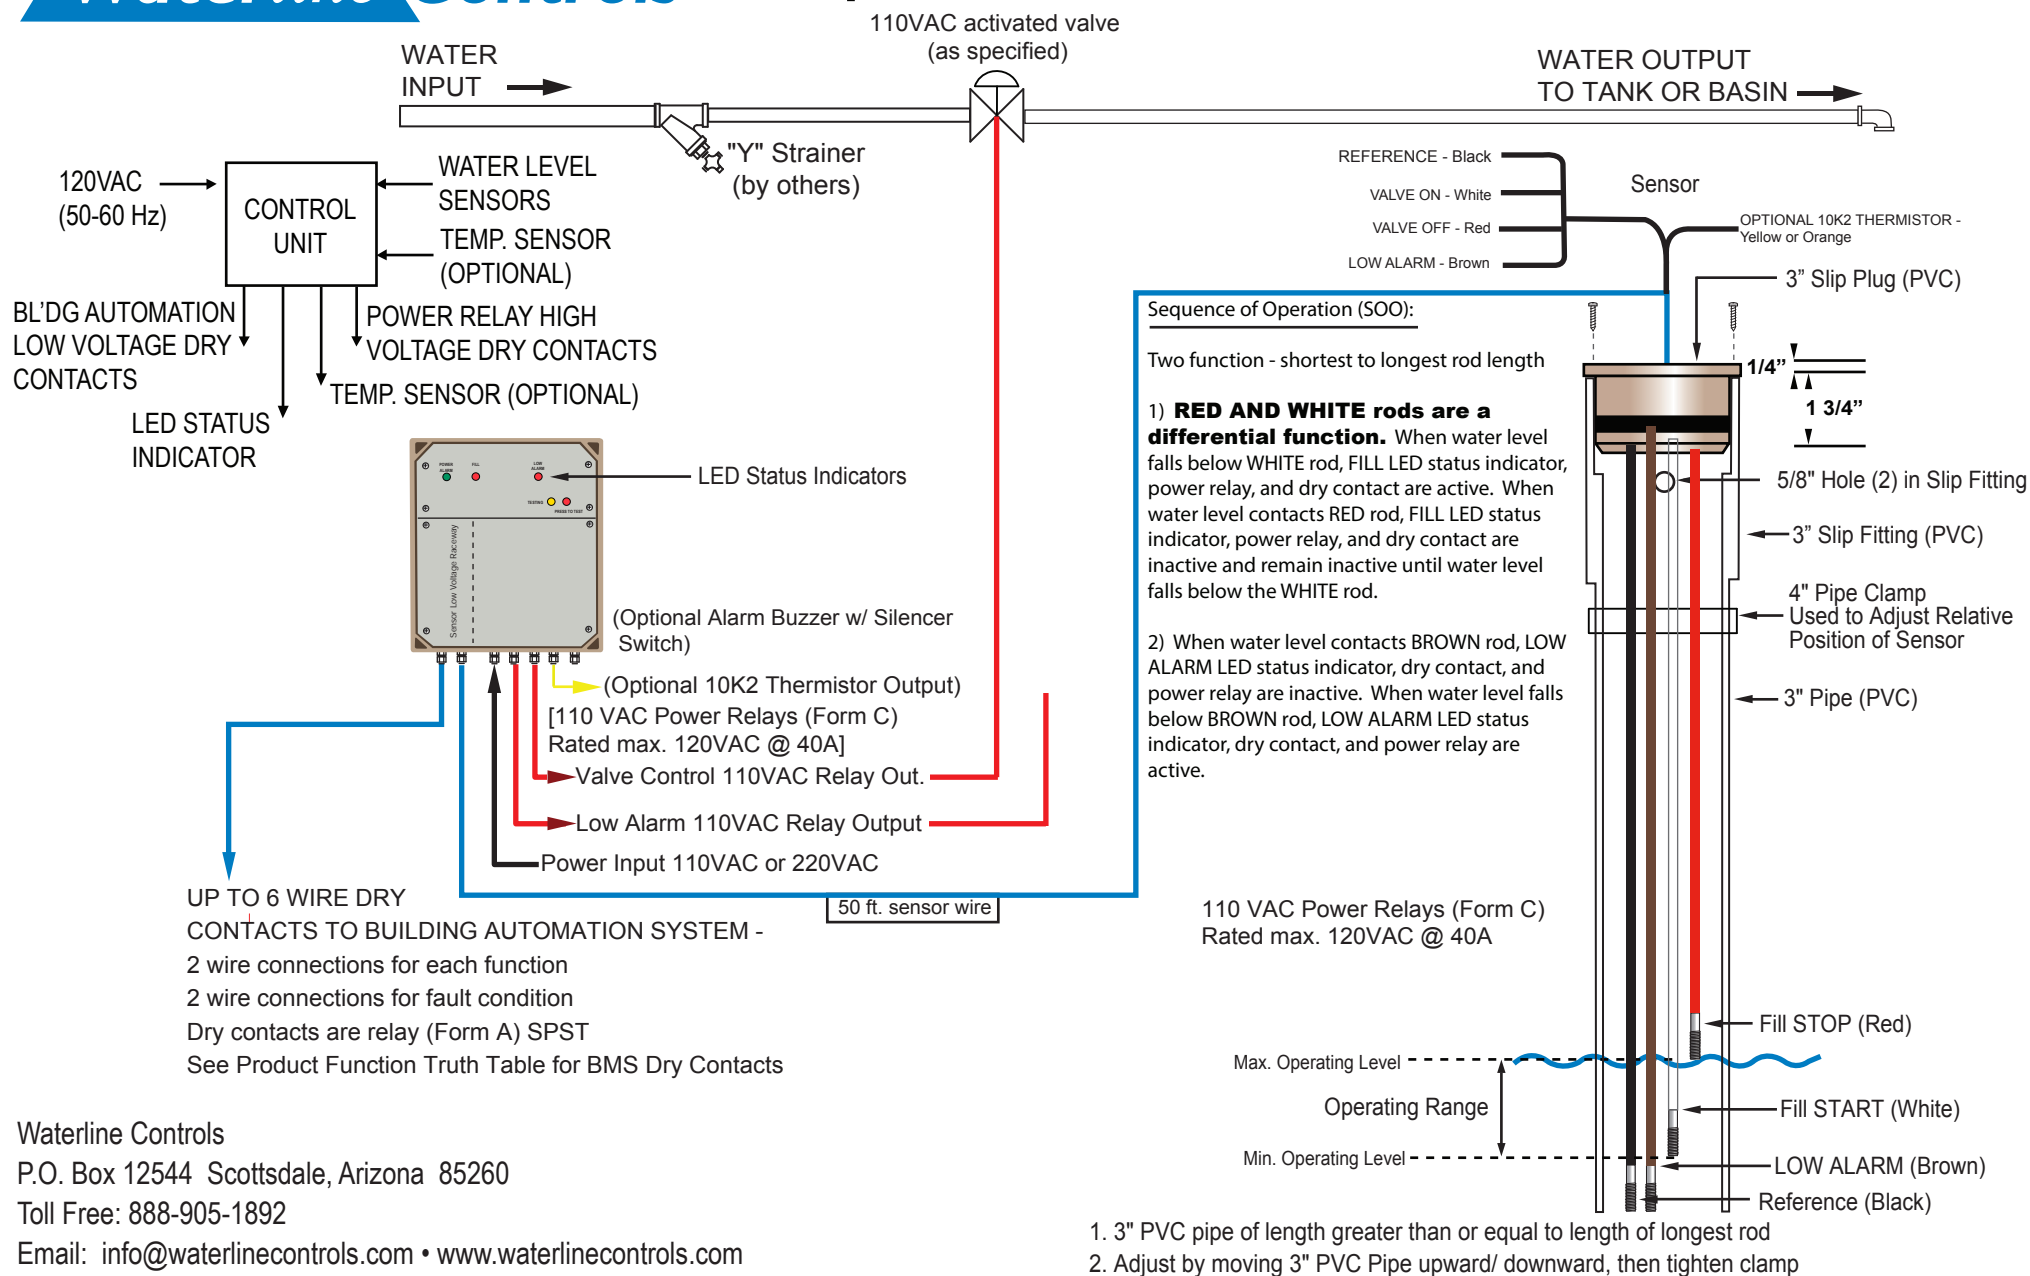 Waterline Controls
110VAC activated valve
(as specified)
WATER
INPUT
WATER OUTPUT
TO TANK OR BASIN
"Y" Strainer
(by others)
120VAC
(50-60 Hz)
CONTROL
UNIT
WATER LEVEL
SENSORS
TEMP. SENSOR
(OPTIONAL)
BL'DG AUTOMATION
LOW VOLTAGE DRY
CONTACTS
POWER RELAY HIGH
VOLTAGE DRY CONTACTS
TEMP. SENSOR (OPTIONAL)
LED STATUS
INDICATOR
REFERENCE - Black
VALVE ON - White
VALVE OFF - Red
LOW ALARM - Brown
Sensor
OPTIONAL 10K2 THERMISTOR -
Yellow or Orange
3” Slip Plug (PVC)
1/4”
1 3/4”
5/8" Hole (2) in Slip Fitting
3” Slip Fitting (PVC)
4" Pipe Clamp
Used to Adjust Relative
Position of Sensor
3" Pipe (PVC)
Sequence of Operation (SOO):
Two function - shortest to longest rod length
1) RED AND WHITE rods are a
differential function. When water level
falls below WHITE rod, FILL LED status indicator,
power relay, and dry contact are active. When
water level contacts RED rod, FILL LED status
indicator, power relay, and dry contact are
inactive and remain inactive until water level
falls below the WHITE rod.
2) When water level contacts BROWN rod, LOW
ALARM LED status indicator, dry contact, and
power relay are inactive. When water level falls
below BROWN rod, LOW ALARM LED status
indicator, dry contact, and power relay are
active.
POWER
ALARM
FILL
LOW
ALARM
TESTING
PRESS TO TEST
Sensor Low Voltage Raceway
LED Status Indicators
(Optional Alarm Buzzer w/ Silencer
Switch)
(Optional 10K2 Thermistor Output)
[110 VAC Power Relays (Form C)
Rated max. 120VAC @ 40A]
Valve Control 110VAC Relay Out.
Low Alarm 110VAC Relay Output
Power Input 110VAC or 220VAC
50 ft. sensor wire
UP TO 6 WIRE DRY
CONTACTS TO BUILDING AUTOMATION SYSTEM -
2 wire connections for each function
2 wire connections for fault condition
Dry contacts are relay (Form A) SPST
See Product Function Truth Table for BMS Dry Contacts
110 VAC Power Relays (Form C)
Rated max. 120VAC @ 40A
Fill STOP (Red)
Max. Operating Level
Operating Range
Fill START (White)
Min. Operating Level
LOW ALARM (Brown)
Reference (Black)
1. 3" PVC pipe of length greater than or equal to length of longest rod
2. Adjust by moving 3" PVC Pipe upward/ downward, then tighten clamp
Waterline Controls
P.O. Box 12544 Scottsdale, Arizona 85260
Toll Free: 888-905-1892
Email: info@waterlinecontrols.com • www.waterlinecontrols.com